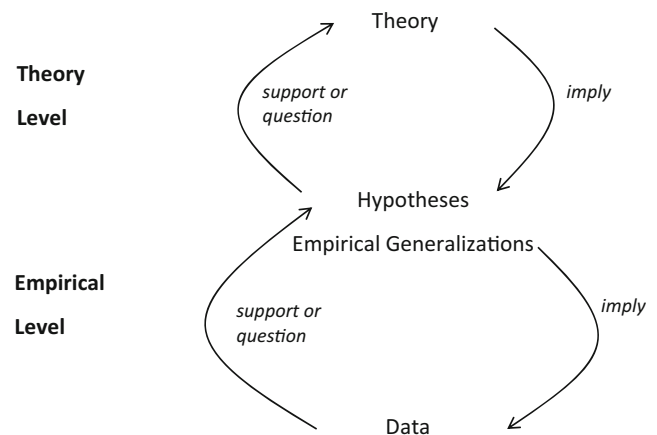 Theory
Theory
support or
imply
Level
question
Hypotheses
Empirical Generalizations
Empirical
support or
imply
Level
question
Data